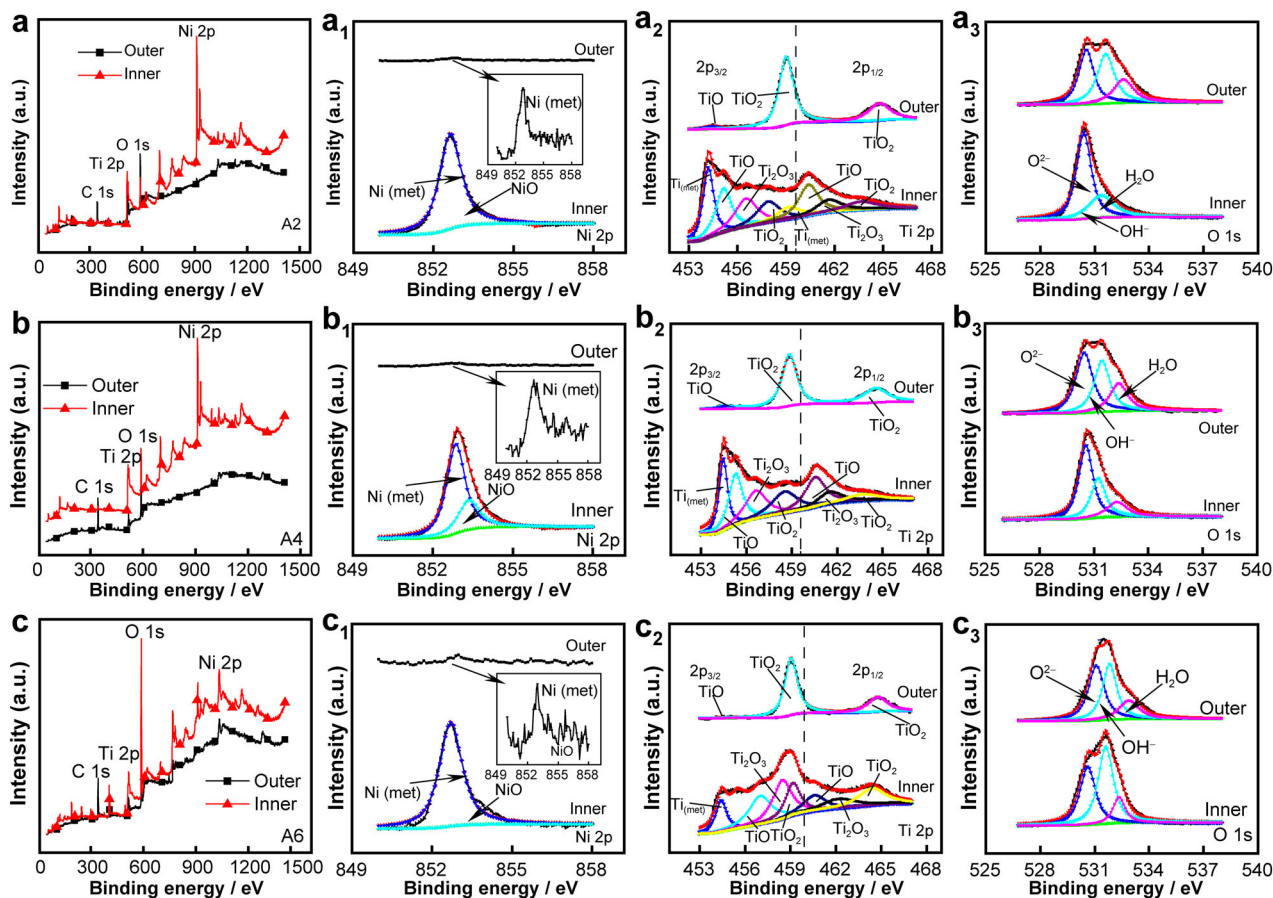 a
Intensity (a.u.)
Outer
Inner
Ni 2p
O 1s
Ti 2p
C 1s
A2
0 300 600 900 1200 1500
Binding energy / eV
a1
Intensity (a.u.)
Outer
Ni (met)
849 852 855 858
Ni (met)
NiO
Inner
Ni 2p
849 852 855 858
Binding energy / eV
a2
Intensity (a.u.)
2p3/2
2p1/2
TiO
TiO2
Outer
TiO2
Ti(met)
TiO
Ti2O3
TiO
TiO2
Inner
TiO2
Ti(met)
Ti2O3
Ti 2p
453 456 459 462 465 468
Binding energy / eV
a3
Intensity (a.u.)
Outer
O2−
H2O
Inner
OH−
O 1s
525 528 531 534 537 540
Binding energy / eV
b
Intensity (a.u.)
Ni 2p
Outer
Inner
O 1s
Ti 2p
C 1s
A4
0 300 600 900 1200 1500
Binding energy / eV
b1
Intensity (a.u.)
Outer
Ni (met)
849 852 855 858
Ni (met)
NiO
Inner
Ni 2p
849 852 855 858
Binding energy / eV
b2
Intensity (a.u.)
2p3/2
TiO2
2p1/2
TiO
Outer
TiO2
Ti2O3
TiO
Ti(met)
Inner
TiO
TiO2
Ti2O3
TiO2
Ti 2p
453 456 459 462 465 468
Binding energy / eV
b3
Intensity (a.u.)
O2−
H2O
OH−
Outer
Inner
O 1s
525 528 531 534 537 540
Binding energy / eV
c
Intensity (a.u.)
O 1s
Ni 2p
Ti 2p
C 1s
Outer
Inner
A6
0 300 600 900 1200 1500
Binding energy / eV
c1
Intensity (a.u.)
Outer
Ni (met)
NiO
849 852 855 858
Ni (met)
NiO
Inner
Ni 2p
849 852 855 858
Binding energy / eV
c2
Intensity (a.u.)
2p3/2
TiO2
2p1/2
TiO
Outer
TiO2
Ti2O3
TiO
TiO2
Inner
Ti(met)
TiO
TiO2
Ti2O3
Ti 2p
453 456 459 462 465 468
Binding energy / eV
c3
Intensity (a.u.)
O2−
H2O
Outer
OH−
Inner
O 1s
525 528 531 534 537 540
Binding energy / eV